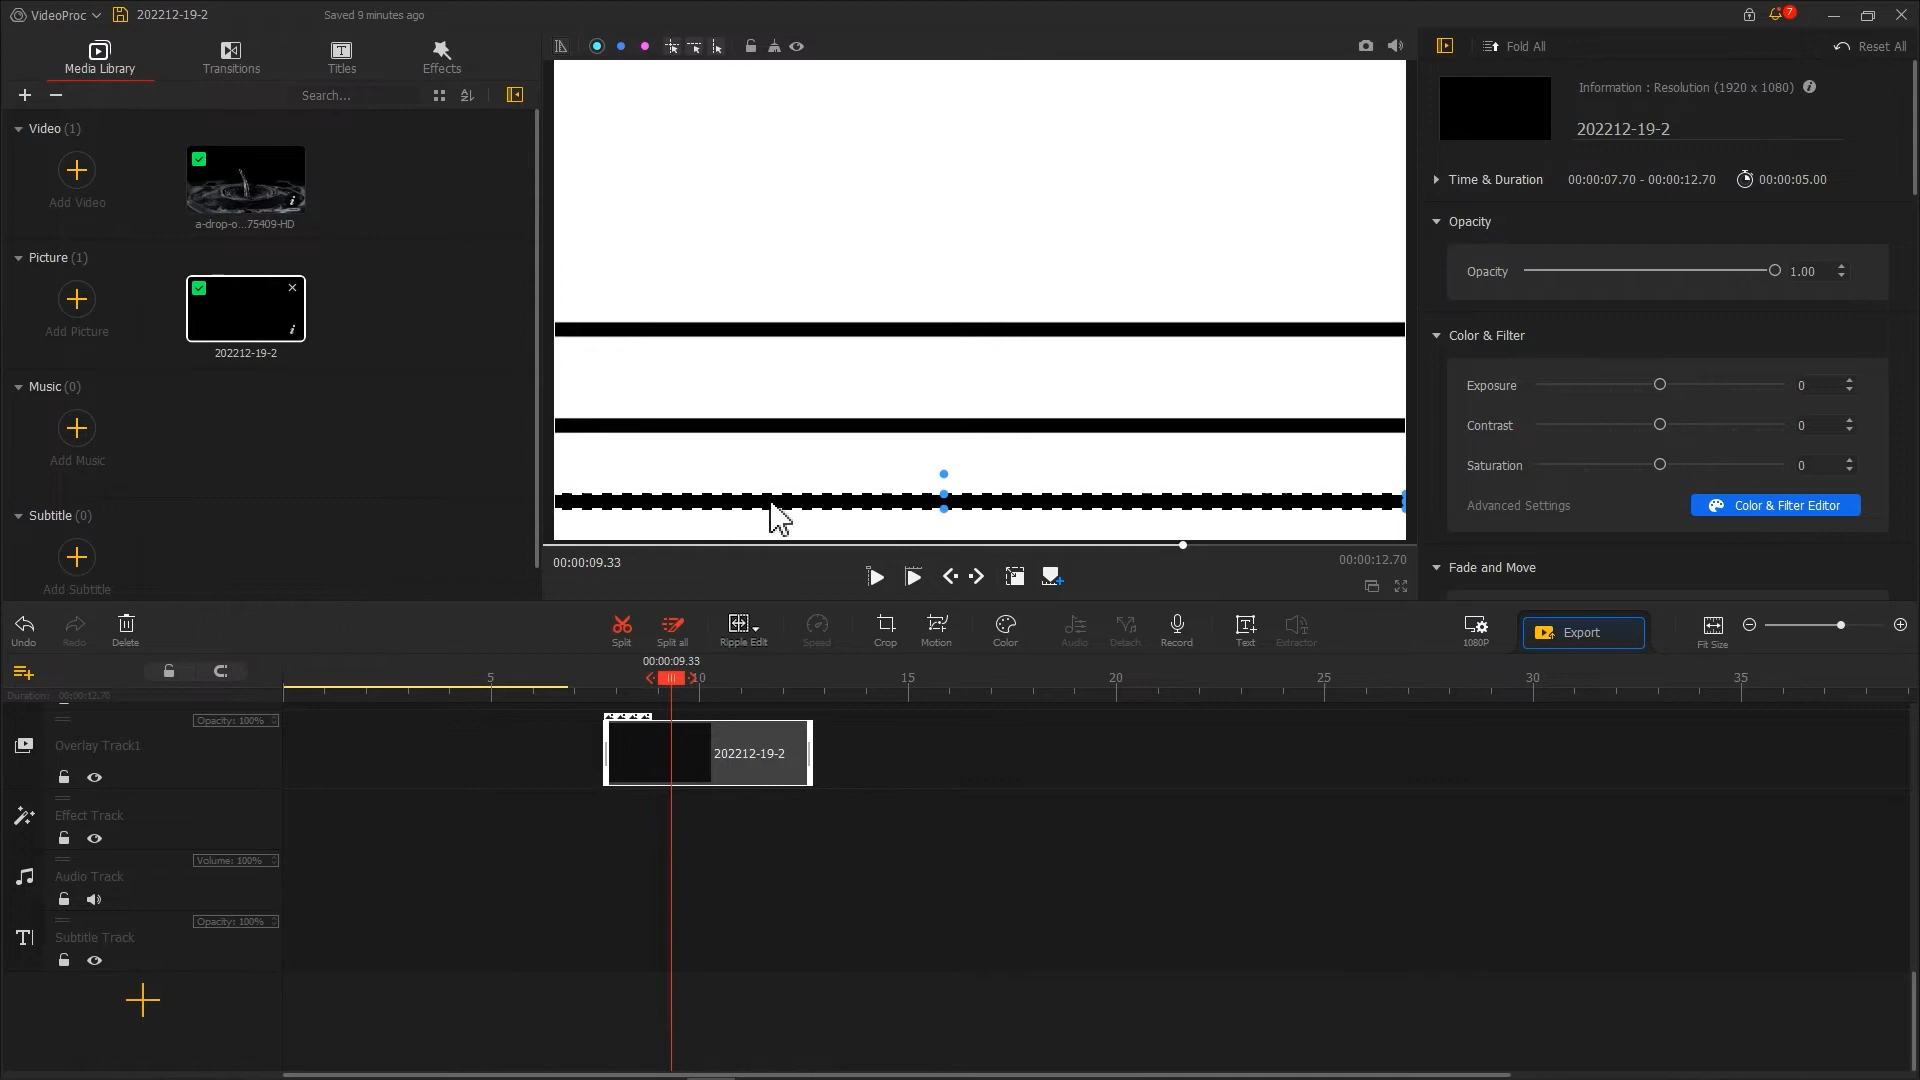 VideoProc 202212-19-2 Saved 9 minutes ago 7
Media Library Transitions Titles Effects
Fold All Reset All
Search...
Information : Resolution (1920 x 1080)
202212-19-2
Video (1)
Add Video
a-drop-o...75409-HD
Time & Duration 00:00:07.70 - 00:00:12.70 00:00:05.00
Opacity
Opacity 1.00
Picture (1)
Add Picture
202212-19-2
Color & Filter
Exposure 0
Contrast 0
Saturation 0
Advanced Settings Color & Filter Editor
Music (0)
Add Music
Subtitle (0)
Add Subtitle
Fade and Move
00:00:09.33 00:00:12.70
Undo Redo Delete Split Split all Ripple Edit Speed Crop Motion Color Audio Detach Record Text Extractor 1080P Export Fit Size
00:00:09.33
5 10 15 20 25 30 35
Duration: 00:00:12.70
Opacity: 100%
Overlay Track1
202212-19-2
Effect Track
Volume: 100%
Audio Track
Opacity: 100%
Subtitle Track